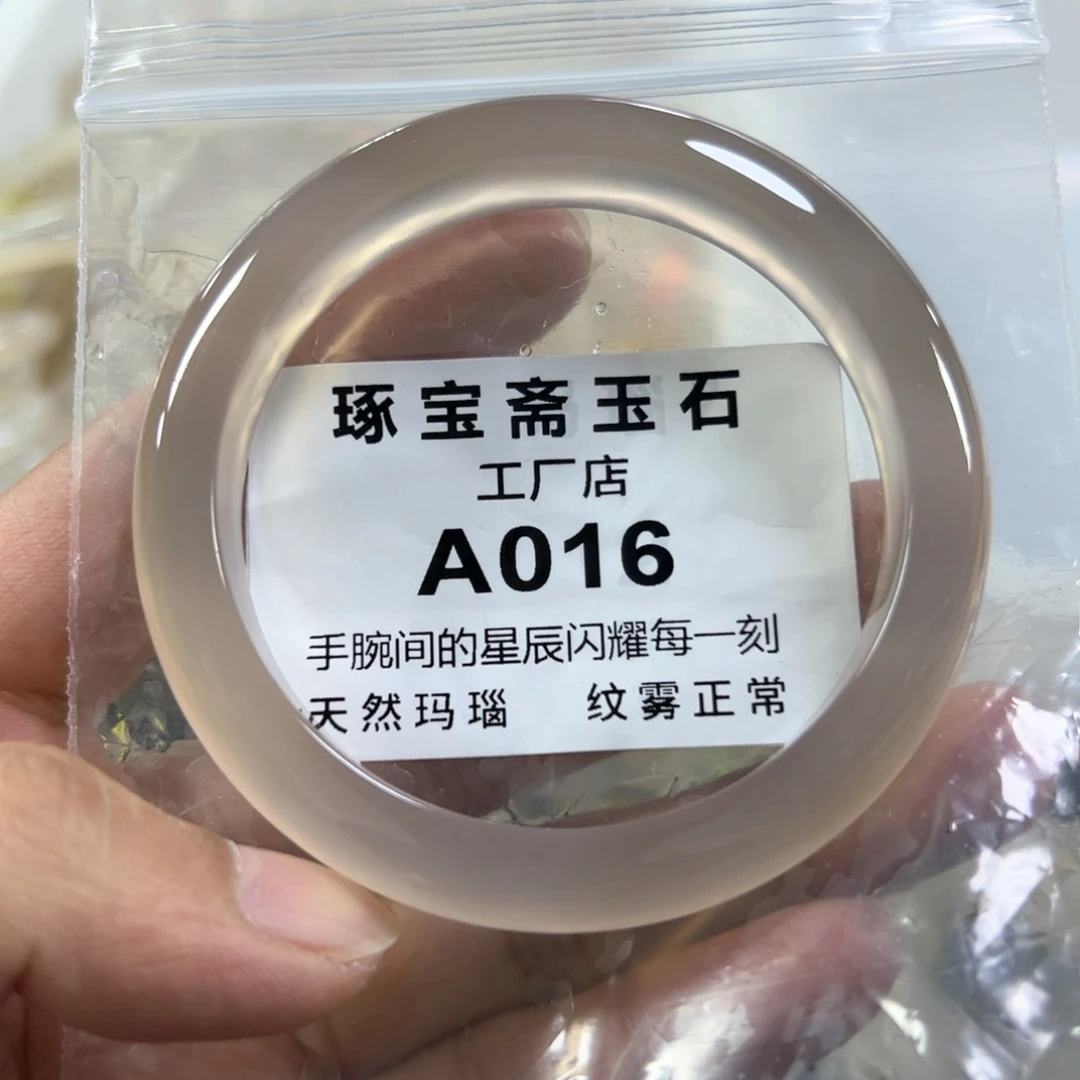 琢宝斋玉石
工厂店
A016
手腕间的星辰闪耀每一刻
天然玛瑙 纹雾正常